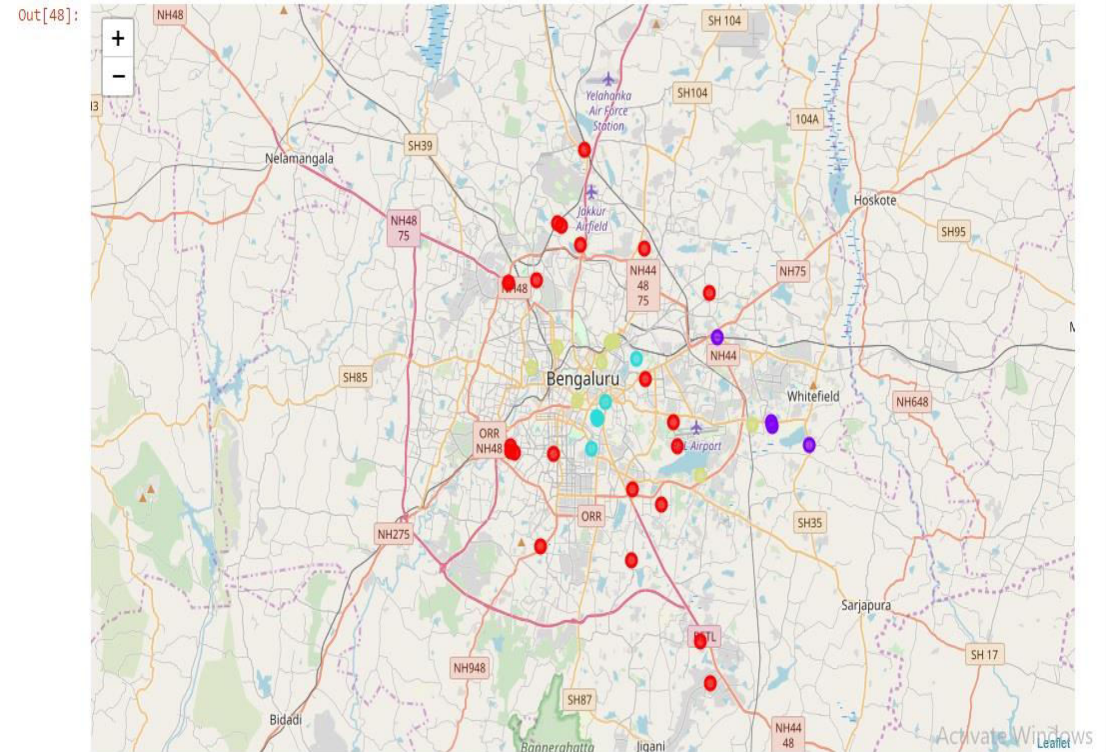 Out[48]:
NH48
SH 104
+
−
Yelahanka
Air Force
Station
SH104
104A
SH39
Nelamangala
Jakkur
Airfield
Hoskote
NH48
75
SH95
NH44
48
75
NH75
NH48
NH44
Bengaluru
SH85
Whitefield
NH648
ORR
NH48
Airport
ORR
SH35
NH275
Sarjapura
SH 17
NH948
SH87
Bidadi
NH44
48
Bannerghatta
Jigani
Activate Windows
Leaflet